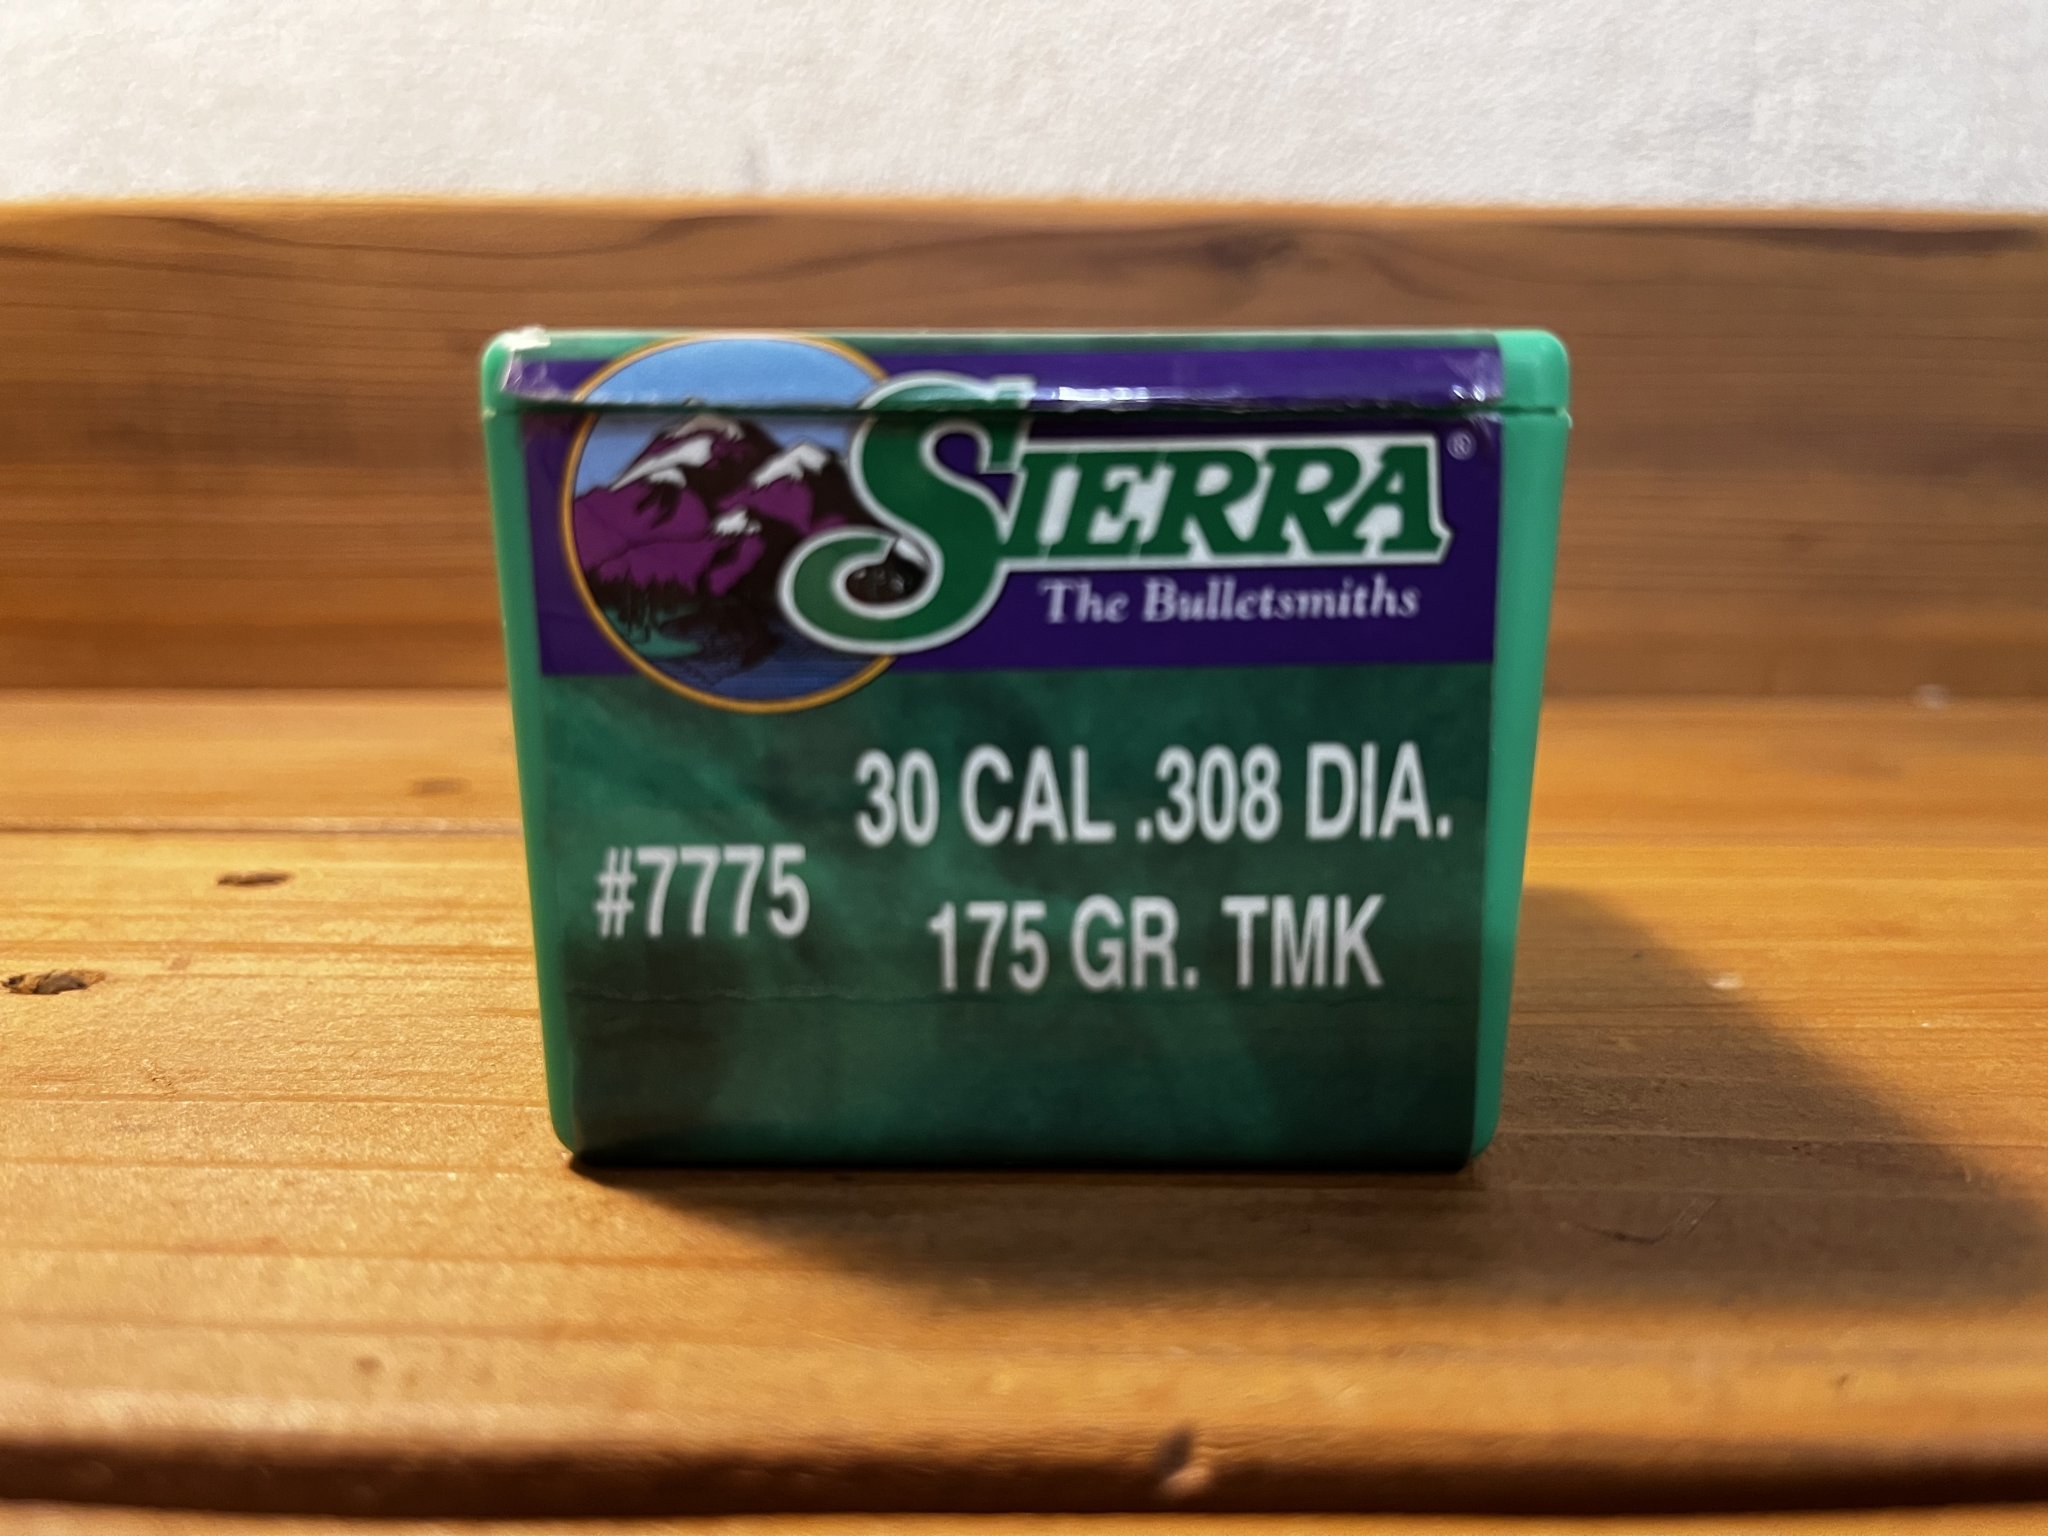 SIERRA®
The Bulletsmiths
30 CAL .308 DIA.
#7775
175 GR. TMK